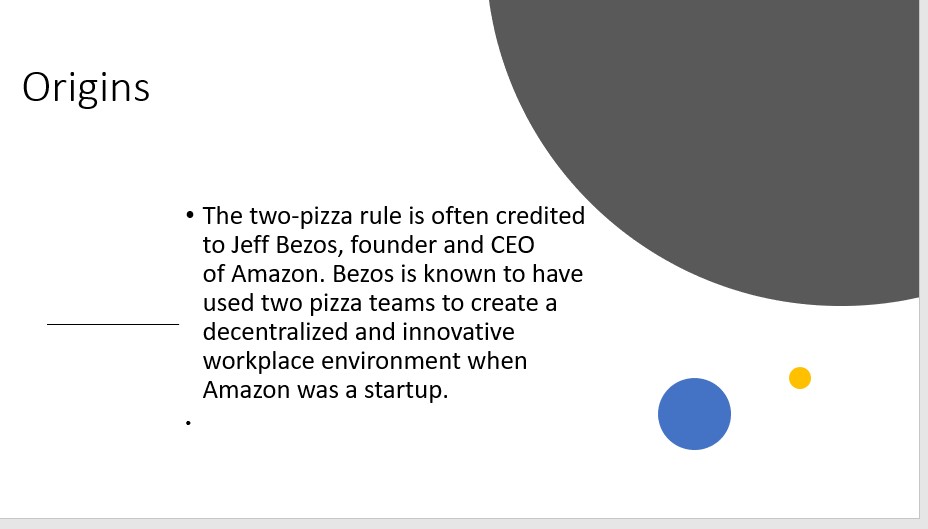 Origins
• The two-pizza rule is often credited
to Jeff Bezos, founder and CEO
of Amazon. Bezos is known to have
used two pizza teams to create a
decentralized and innovative
workplace environment when
Amazon was a startup.
•